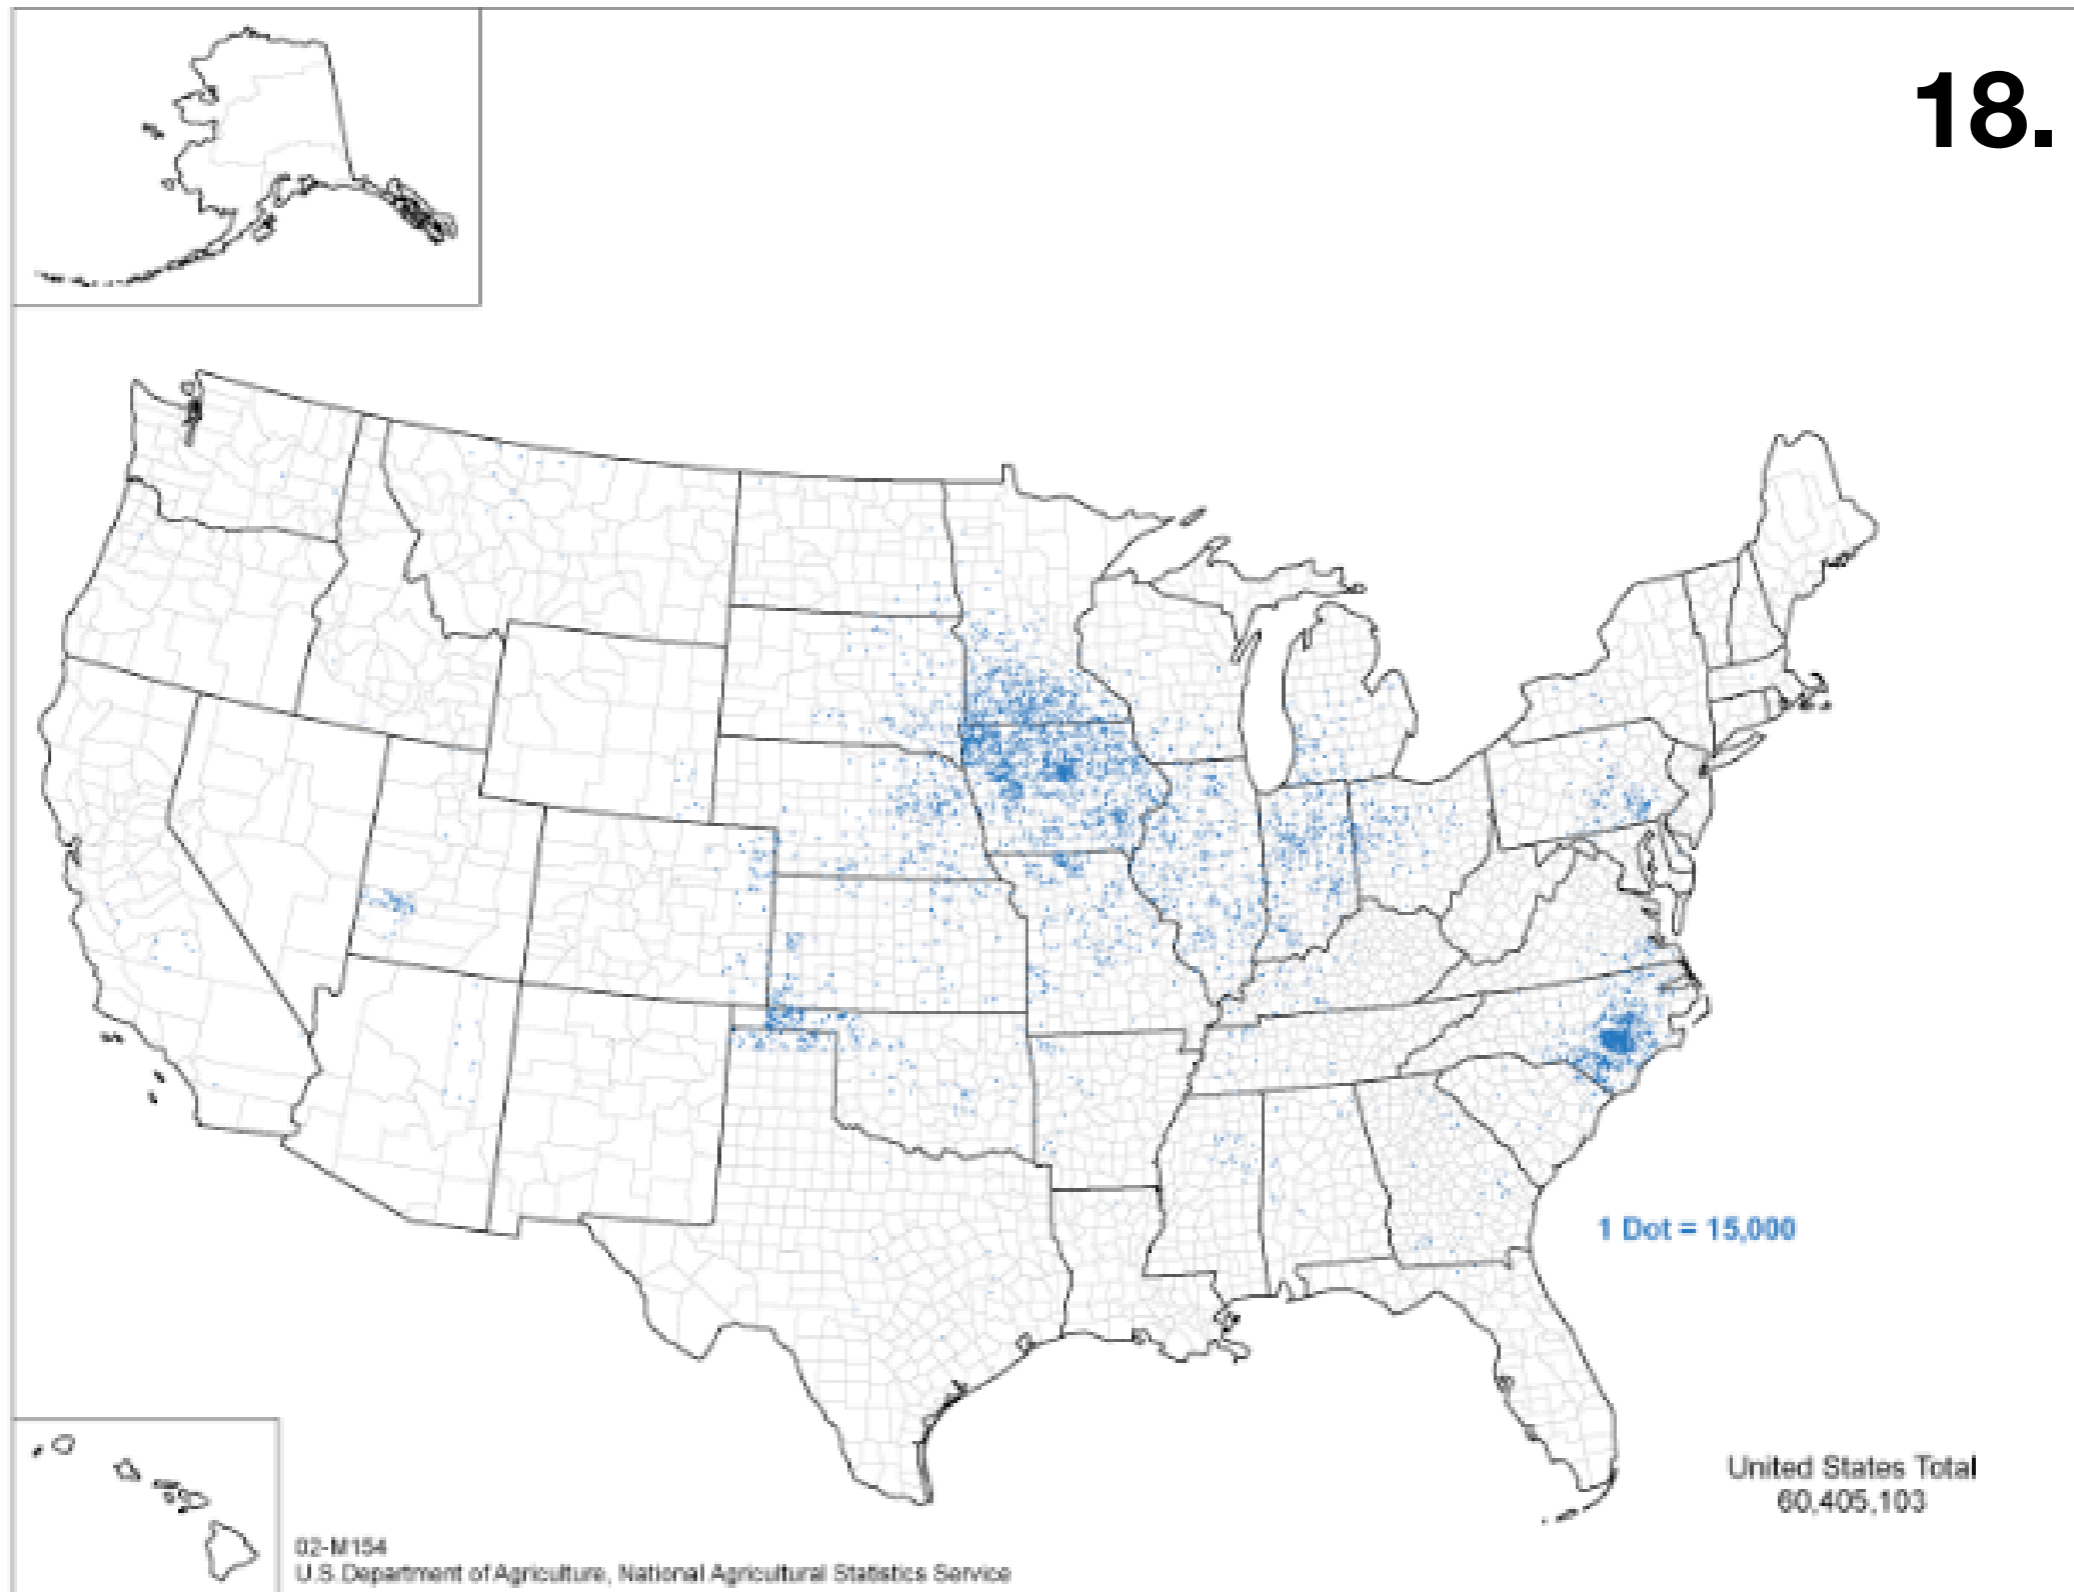 18.
1 Dot = 15,000
United States Total
60,405,103
02-M154
U.S. Department of Agriculture, National Agricultural Statistics Service